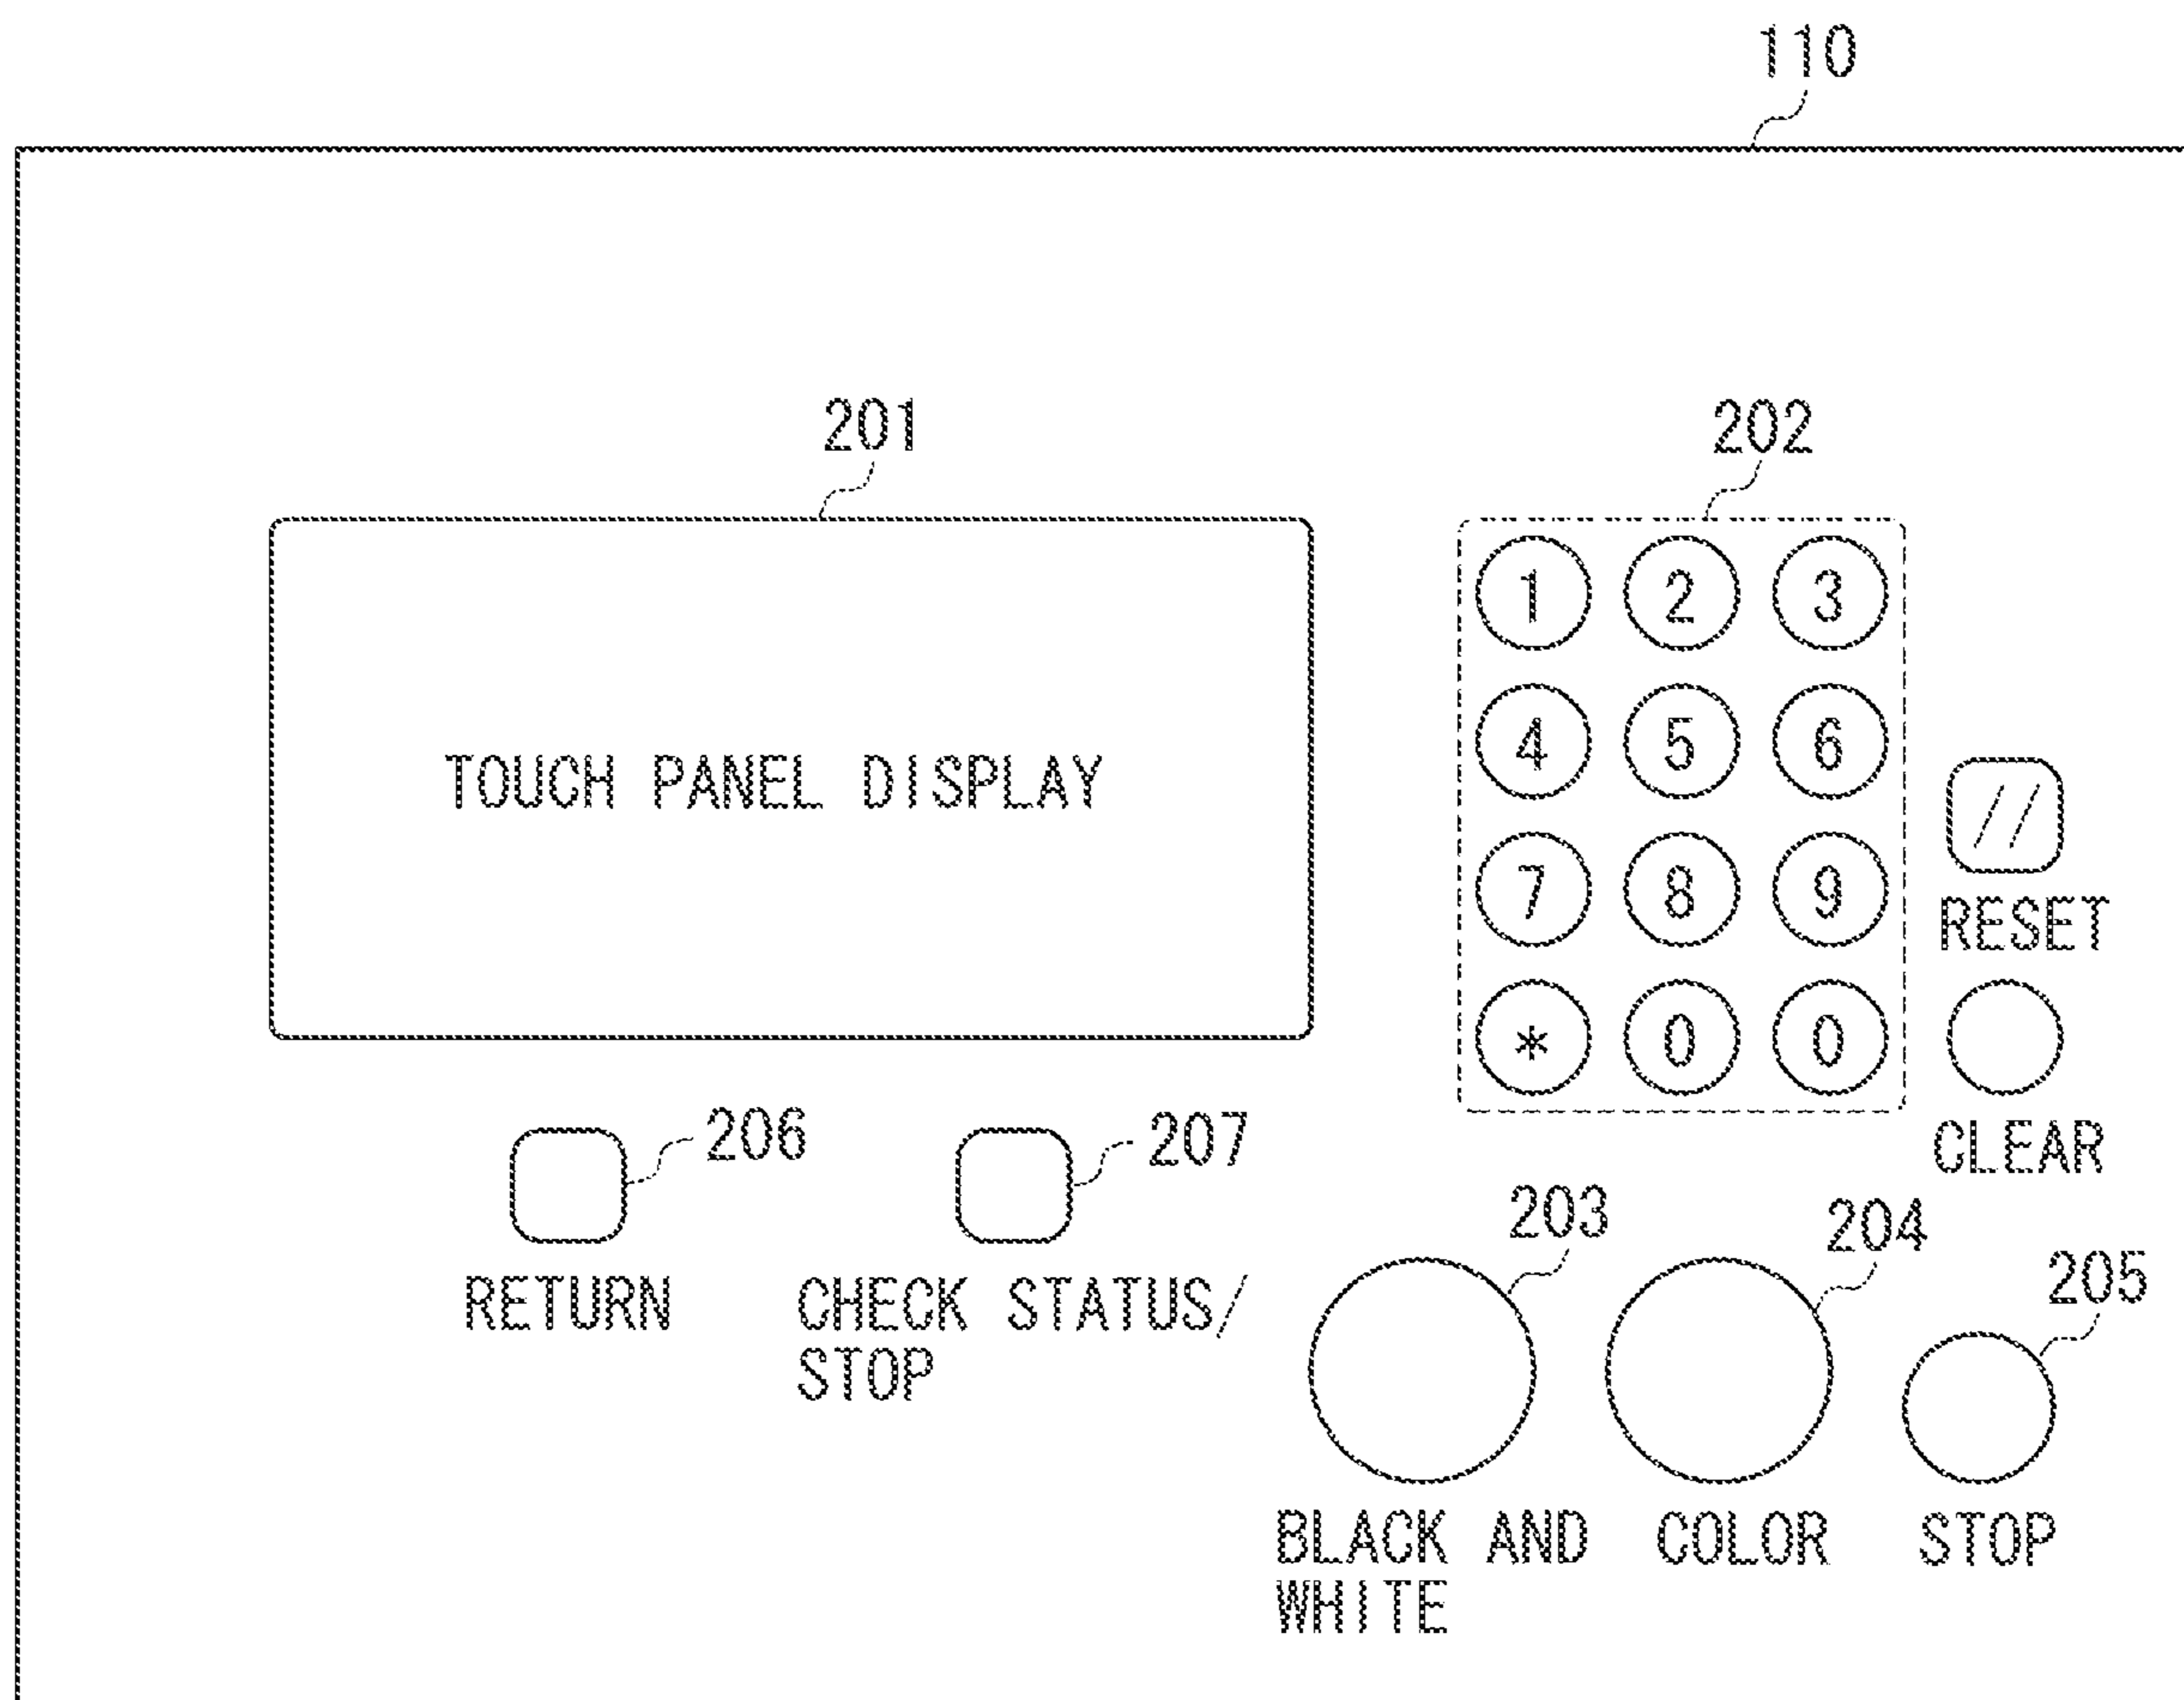 110
201
202
TOUCH PANEL DISPLAY
1 2 3
4 5 6
7 8 9
* 0 0
RESET
CLEAR
206
207
RETURN
CHECK STATUS/
STOP
203
204
205
BLACK AND
WHITE
COLOR
STOP